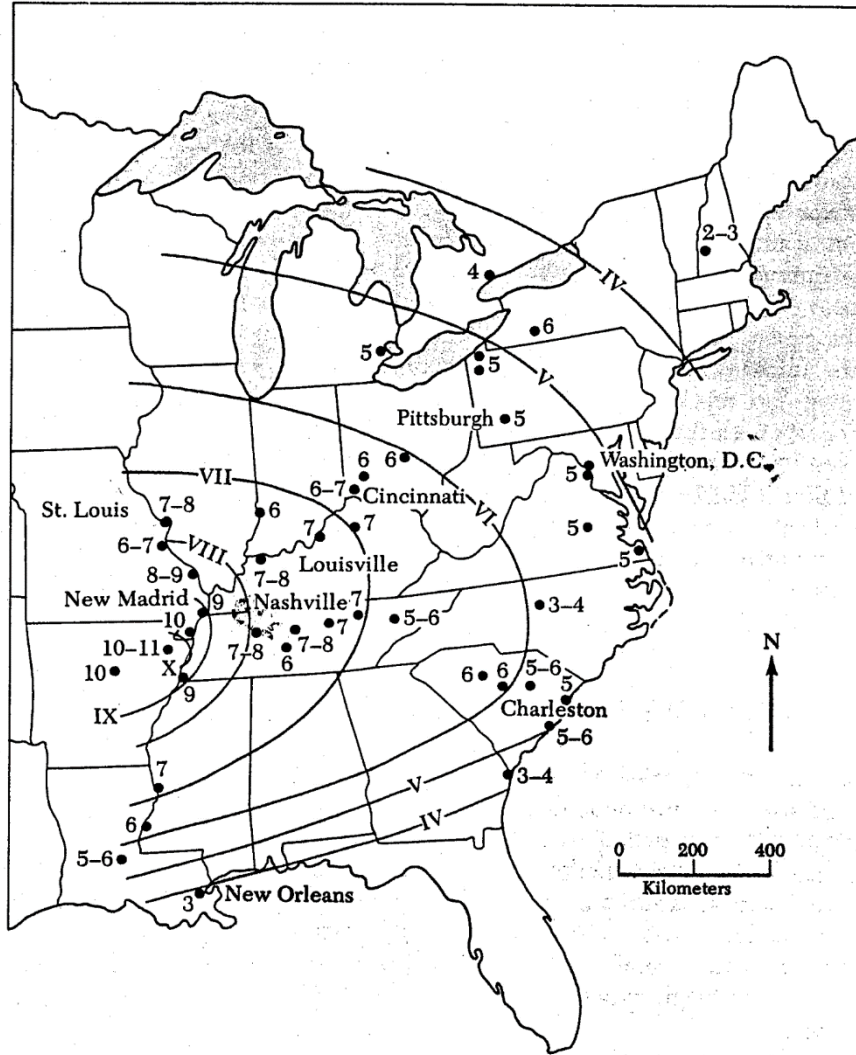 2–3
IV
4
6
5
5
V
Pittsburgh
5
6
6
Washington, D.C.
5
VII
6–7
Cincinnati
VI
St. Louis
7–8
6
7
7
5
6–7
VIII
Louisville
5
8–9
7–8
New Madrid
9
Nashville
7
3–4
10
7
5–6
7–8
7–8
10–11
6
N
10
X
6
6
5–6
9
5
IX
Charleston
5–6
7
V
3–4
6
IV
5–6
0 200 400
Kilometers
3
New Orleans